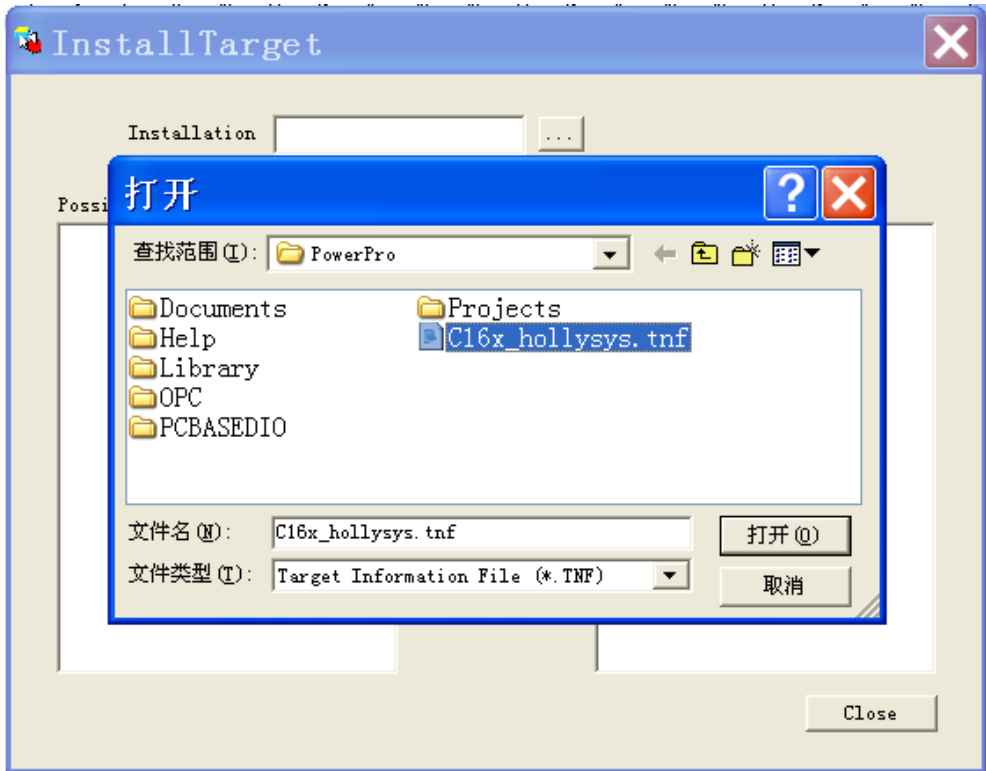 InstallTarget
Installation
...
Possi
打开
查找范围(I):
PowerPro
Documents
Help
Library
OPC
PCBASEDIO
Projects
C16x_hollysys.tnf
文件名(N):
C16x_hollysys.tnf
打开(O)
文件类型(T):
Target Information File (*.TNF)
取消
Close